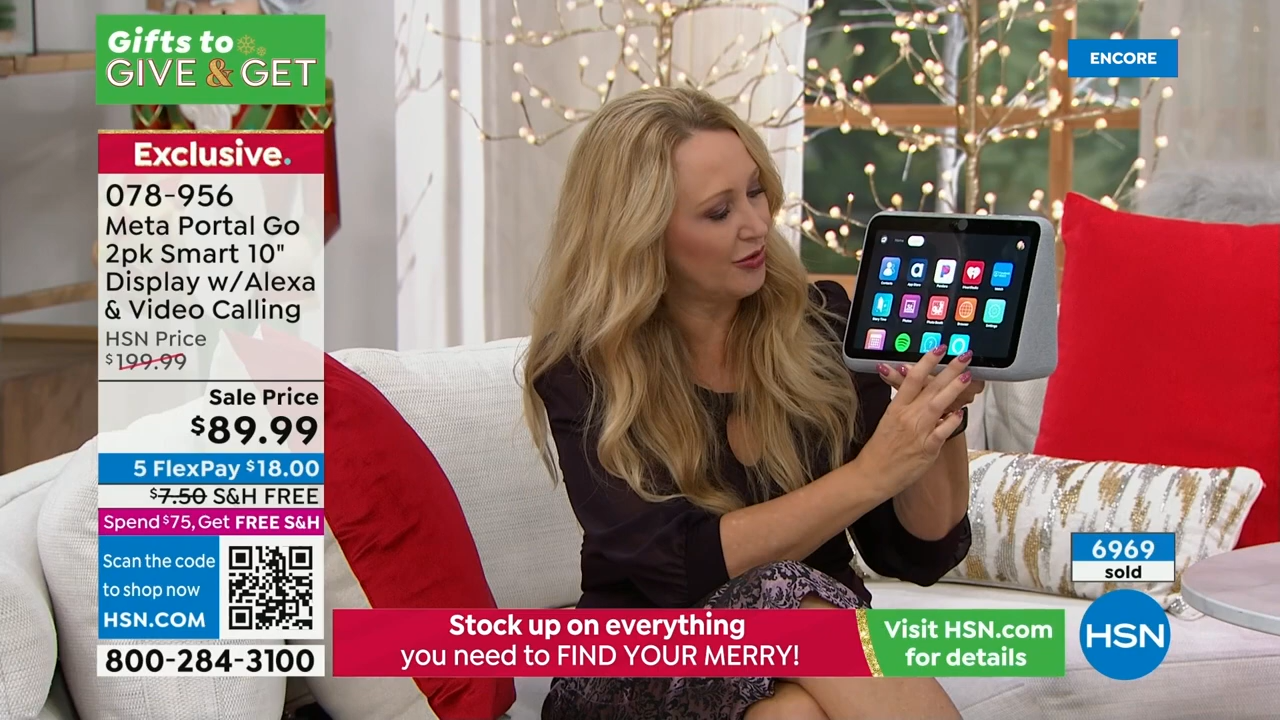 Gifts to
GIVE & GET
Exclusive.
078-956
Meta Portal Go
2pk Smart 10"
Display w/Alexa
& Video Calling
HSN Price
$199.99
Sale Price
$89.99
5 FlexPay $18.00
$7.50 S&H FREE
Spend $75, Get FREE S&H
Scan the code
to shop now
HSN.COM
800-284-3100
ENCORE
6969
sold
Stock up on everything
you need to FIND YOUR MERRY!
Visit HSN.com
for details
HSN